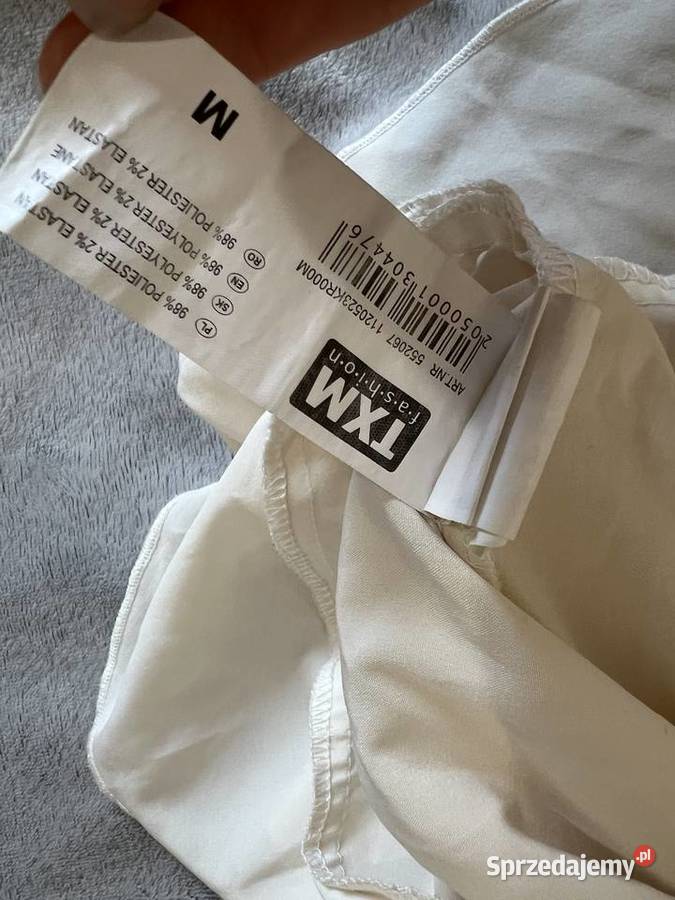 TXM
f·a·s·h·i·o·n
ART.NR 552067 1120523KR000M
2050001304476
PL 98% POLIESTER 2% ELASTAN
SK 98% POLYESTER 2% ELASTAN
EN 98% POLYESTER 2% ELASTANE
RO 98% POLIESTER 2% ELASTAN
M
Sprzedajemy.pl